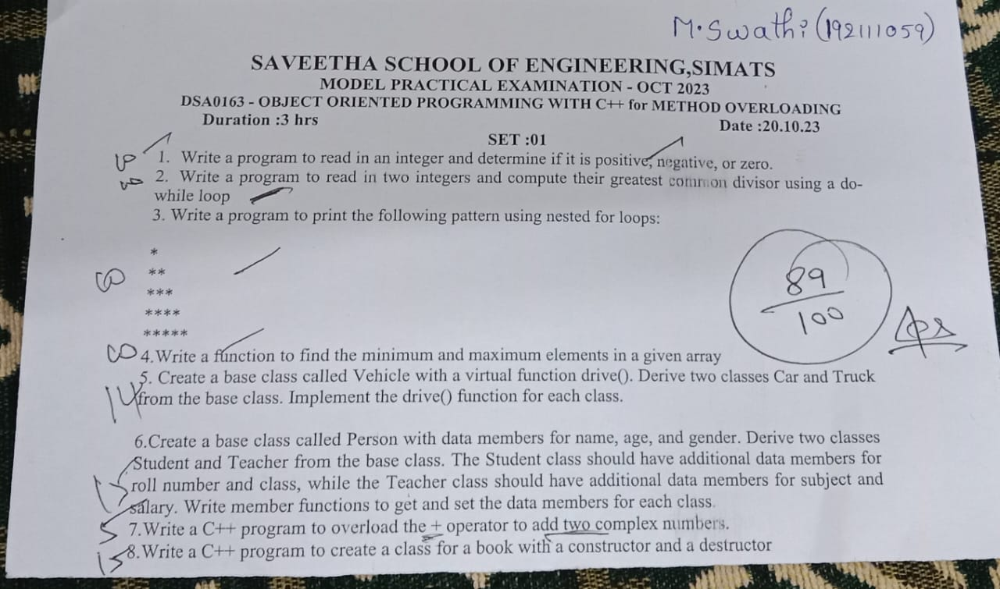 M.Swathi (192111059)
SAVEETHA SCHOOL OF ENGINEERING,SIMATS
MODEL PRACTICAL EXAMINATION - OCT 2023
DSA0163 - OBJECT ORIENTED PROGRAMMING WITH C++ for METHOD OVERLOADING
Duration :3 hrs
Date :20.10.23
SET :01
1. Write a program to read in an integer and determine if it is positive, negative, or zero.
2. Write a program to read in two integers and compute their greatest common divisor using a do-
while loop
3. Write a program to print the following pattern using nested for loops:
*
**
***
****
*****
89
100
4.Write a function to find the minimum and maximum elements in a given array
5. Create a base class called Vehicle with a virtual function drive(). Derive two classes Car and Truck
14 from the base class. Implement the drive() function for each class.
6.Create a base class called Person with data members for name, age, and gender. Derive two classes
Student and Teacher from the base class. The Student class should have additional data members for
15 roll number and class, while the Teacher class should have additional data members for subject and
salary. Write member functions to get and set the data members for each class.
7.Write a C++ program to overload the + operator to add two complex numbers.
15 8.Write a C++ program to create a class for a book with a constructor and a destructor